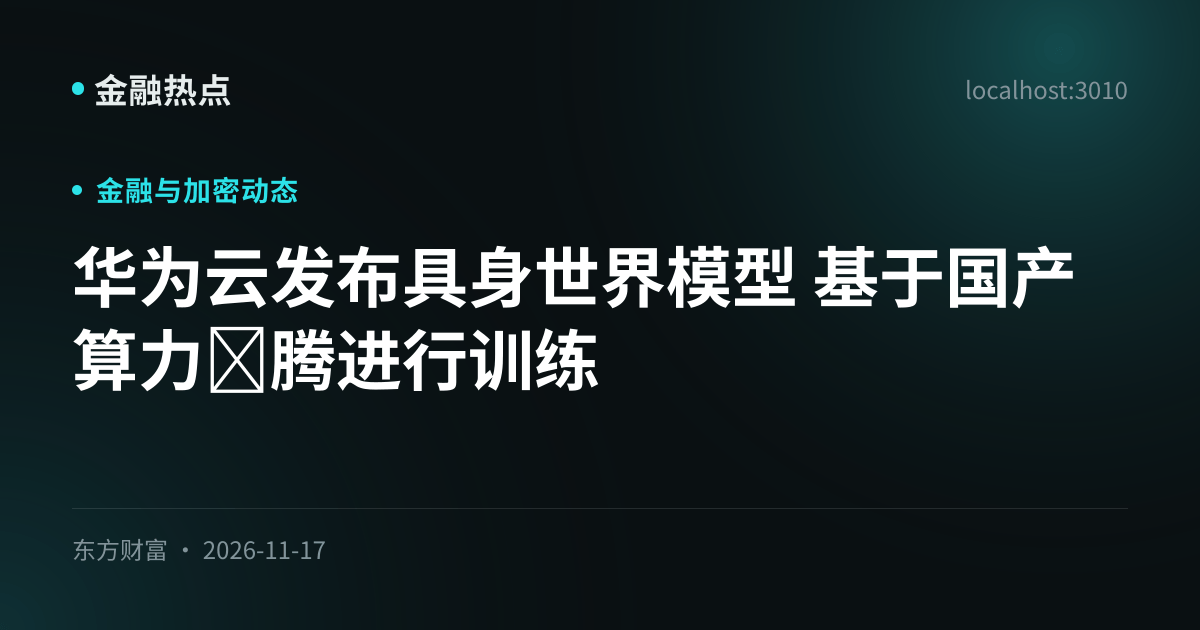 金融热点
localhost:3010
金融与加密动态
华为云发布具身世界模型 基于国产
算力腾进行训练
东方财富 · 2026-11-17